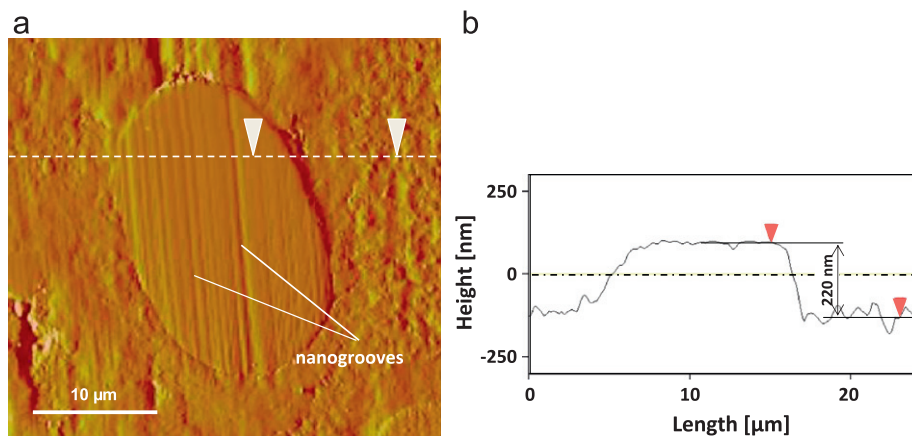 a
nanogrooves
10 µm
b
Height [nm]
250
0
-250
220 nm
0
10
20
Length [µm]